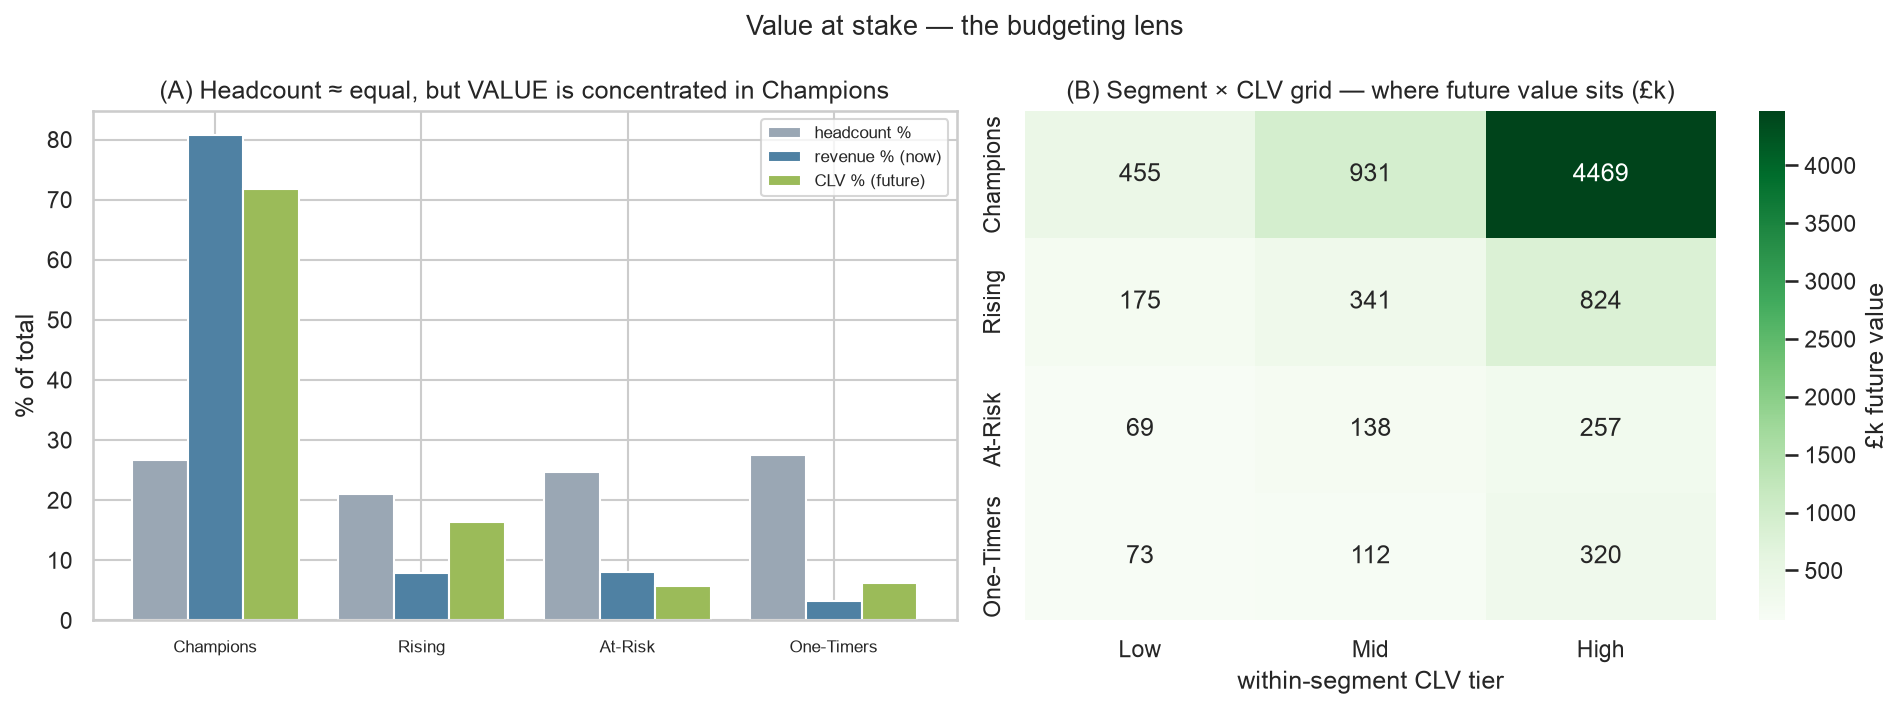 Value at stake — the budgeting lens
(A) Headcount ≈ equal, but VALUE is concentrated in Champions
% of total
80
70
60
50
40
30
20
10
0
headcount %
revenue % (now)
CLV % (future)
Champions
Rising
At-Risk
One-Timers
(B) Segment × CLV grid — where future value sits (£k)
Champions
455 931 4469
Rising
175 341 824
At-Risk
69 138 257
One-Timers
73 112 320
Low Mid High
within-segment CLV tier
4000
3500
3000
2500
2000
1500
1000
500
£k future value